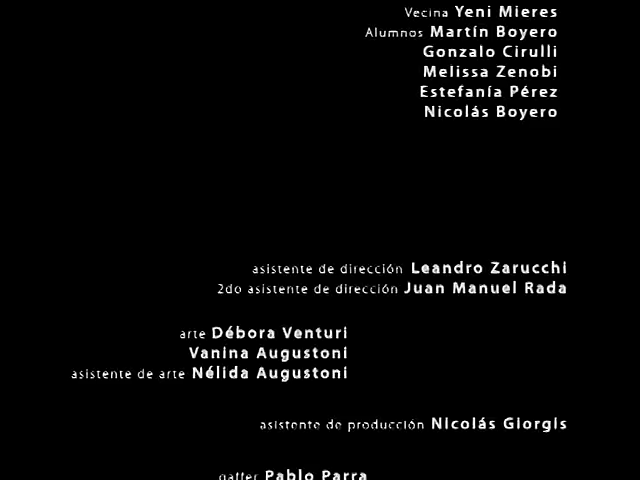 Vecina Yeni Mieres
Alumnos Martín Boyero
Gonzalo Cirulli
Melissa Zenobi
Estefanía Pérez
Nicolás Boyero
asistente de dirección Leandro Zarucchi
2do asistente de dirección Juan Manuel Rada
arte Débora Venturi
Vanina Augustoni
asistente de arte Nélida Augustoni
asistente de producción Nicolás Giorgis
gaffer Pablo Parra